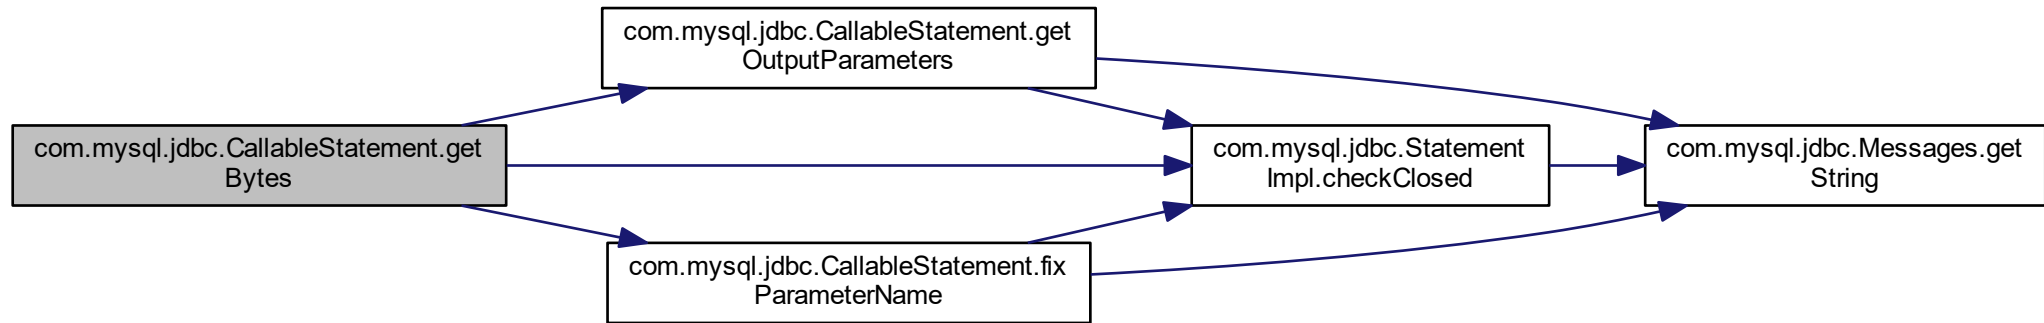 com.mysql.jdbc.CallableStatement.get
OutputParameters
com.mysql.jdbc.CallableStatement.get
Bytes
com.mysql.jdbc.Statement
Impl.checkClosed
com.mysql.jdbc.Messages.get
String
com.mysql.jdbc.CallableStatement.fix
ParameterName